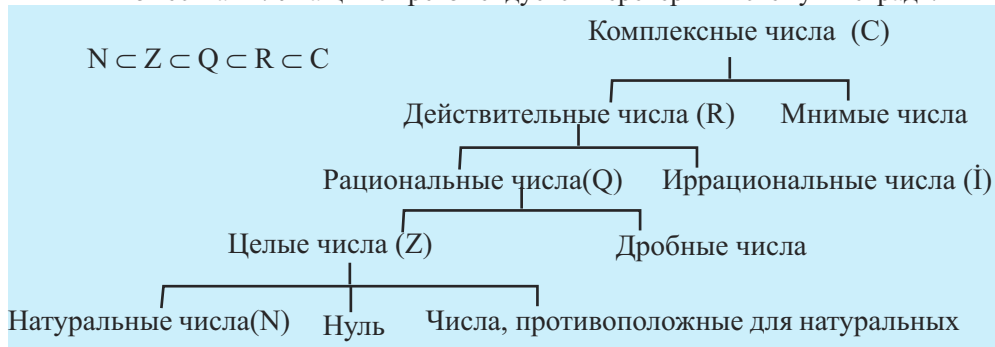 Комплексные числа (C)
N ⊂ Z ⊂ Q ⊂ R ⊂ C
Действительные числа (R) Мнимые числа
Рациональные числа(Q) Иррациональные числа (İ)
Целые числа (Z) Дробные числа
Натуральные числа(N) Нуль Числа, противоположные для натуральных